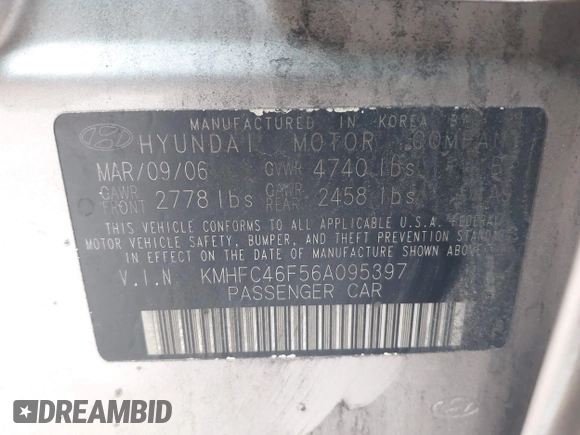 MANUFACTURED IN KOREA BY
HYUNDAI MOTOR COMPANY
MAR/09/06 GVWR 4740 lbs
GAWR FRONT 2778 lbs GAWR REAR 2458 lbs
THIS VEHICLE CONFORMS TO ALL APPLICABLE U.S.A. FEDERAL
MOTOR VEHICLE SAFETY, BUMPER, AND THEFT PREVENTION STANDARDS
IN EFFECT ON THE DATE OF MANUFACTURE SHOWN ABOVE.
V.I.N KMHFC46F56A095397
PASSENGER CAR
DREAMBID